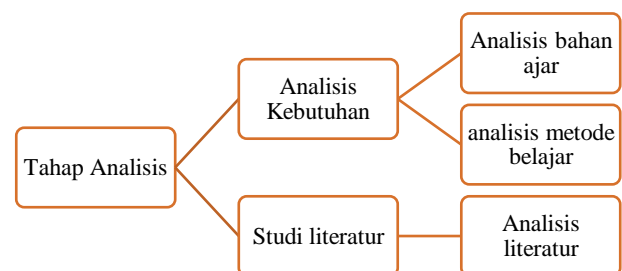 Tahap Analisis
Analisis
Kebutuhan
Analisis bahan
ajar
analisis metode
belajar
Studi literatur
Analisis
literatur